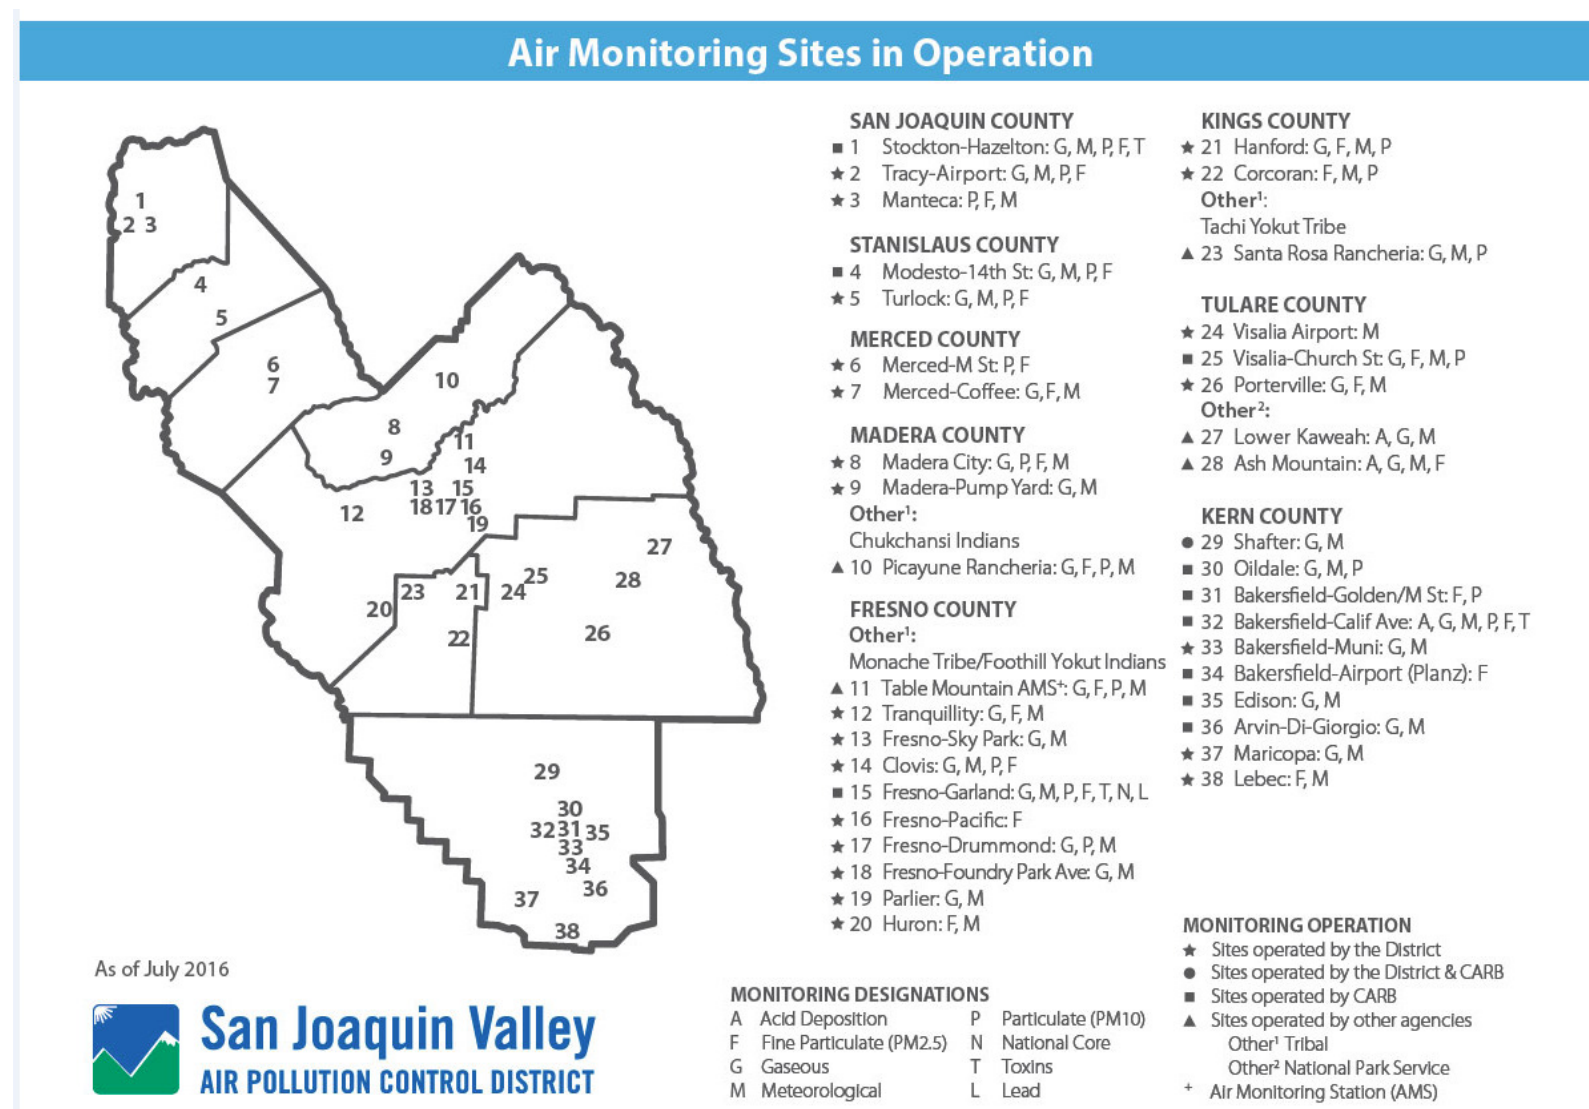 Air Monitoring Sites in Operation
1
2 3
4
5
6
7
10
8
9
11
14
13 15
18 17 16
12
19
27
25
28
23
21
24
20
22
26
29
30
32 31 35
33
34
36
37
38
As of July 2016
San Joaquin Valley
AIR POLLUTION CONTROL DISTRICT
SAN JOAQUIN COUNTY
■ 1 Stockton-Hazelton: G, M, P, F, T
★ 2 Tracy-Airport: G, M, P, F
★ 3 Manteca: P, F, M
STANISLAUS COUNTY
■ 4 Modesto-14th St: G, M, P, F
★ 5 Turlock: G, M, P, F
MERCED COUNTY
★ 6 Merced-M St: P, F
★ 7 Merced-Coffee: G,F, M
MADERA COUNTY
★ 8 Madera City: G, P, F, M
★ 9 Madera-Pump Yard: G, M
Other¹:
Chukchansi Indians
▲ 10 Picayune Rancheria: G, F, P, M
FRESNO COUNTY
Other¹:
Monache Tribe/Foothill Yokut Indians
▲ 11 Table Mountain AMS⁺: G, F, P, M
★ 12 Tranquillity: G, F, M
★ 13 Fresno-Sky Park: G, M
★ 14 Clovis: G, M, P, F
■ 15 Fresno-Garland: G, M, P, F, T, N, L
★ 16 Fresno-Pacific: F
★ 17 Fresno-Drummond: G, P, M
★ 18 Fresno-Foundry Park Ave: G, M
★ 19 Parlier: G, M
★ 20 Huron: F, M
KINGS COUNTY
★ 21 Hanford: G, F, M, P
★ 22 Corcoran: F, M, P
Other¹:
Tachi Yokut Tribe
▲ 23 Santa Rosa Rancheria: G, M, P
TULARE COUNTY
★ 24 Visalia Airport: M
■ 25 Visalia-Church St: G, F, M, P
★ 26 Porterville: G, F, M
Other²:
▲ 27 Lower Kaweah: A, G, M
▲ 28 Ash Mountain: A, G, M, F
KERN COUNTY
● 29 Shafter: G, M
■ 30 Oildale: G, M, P
■ 31 Bakersfield-Golden/M St: F, P
■ 32 Bakersfield-Calif Ave: A, G, M, P, F, T
★ 33 Bakersfield-Muni: G, M
■ 34 Bakersfield-Airport (Planz): F
■ 35 Edison: G, M
■ 36 Arvin-Di-Giorgio: G, M
★ 37 Maricopa: G, M
★ 38 Lebec: F, M
MONITORING DESIGNATIONS
A Acid Deposition P Particulate (PM10)
F Fine Particulate (PM2.5) N National Core
G Gaseous T Toxins
M Meteorological L Lead
MONITORING OPERATION
★ Sites operated by the District
● Sites operated by the District & CARB
■ Sites operated by CARB
▲ Sites operated by other agencies
Other¹ Tribal
Other² National Park Service
⁺ Air Monitoring Station (AMS)